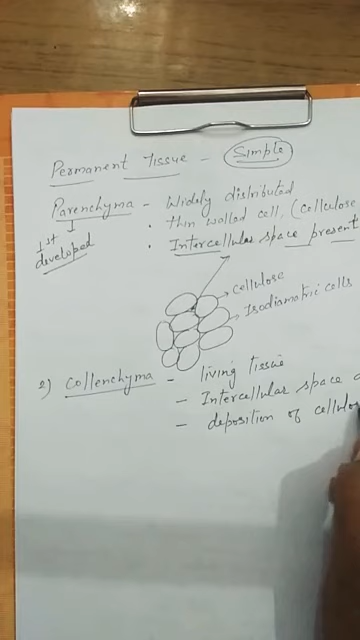 Permanent Tissue - Simple
Parenchyma - Widely distributed
1st developed
. thin walled cell, (cellulose
. Intercellular space present
cellulose
Isodiametric cells
2) Collenchyma - living tissue
- Intercellular space
- deposition of